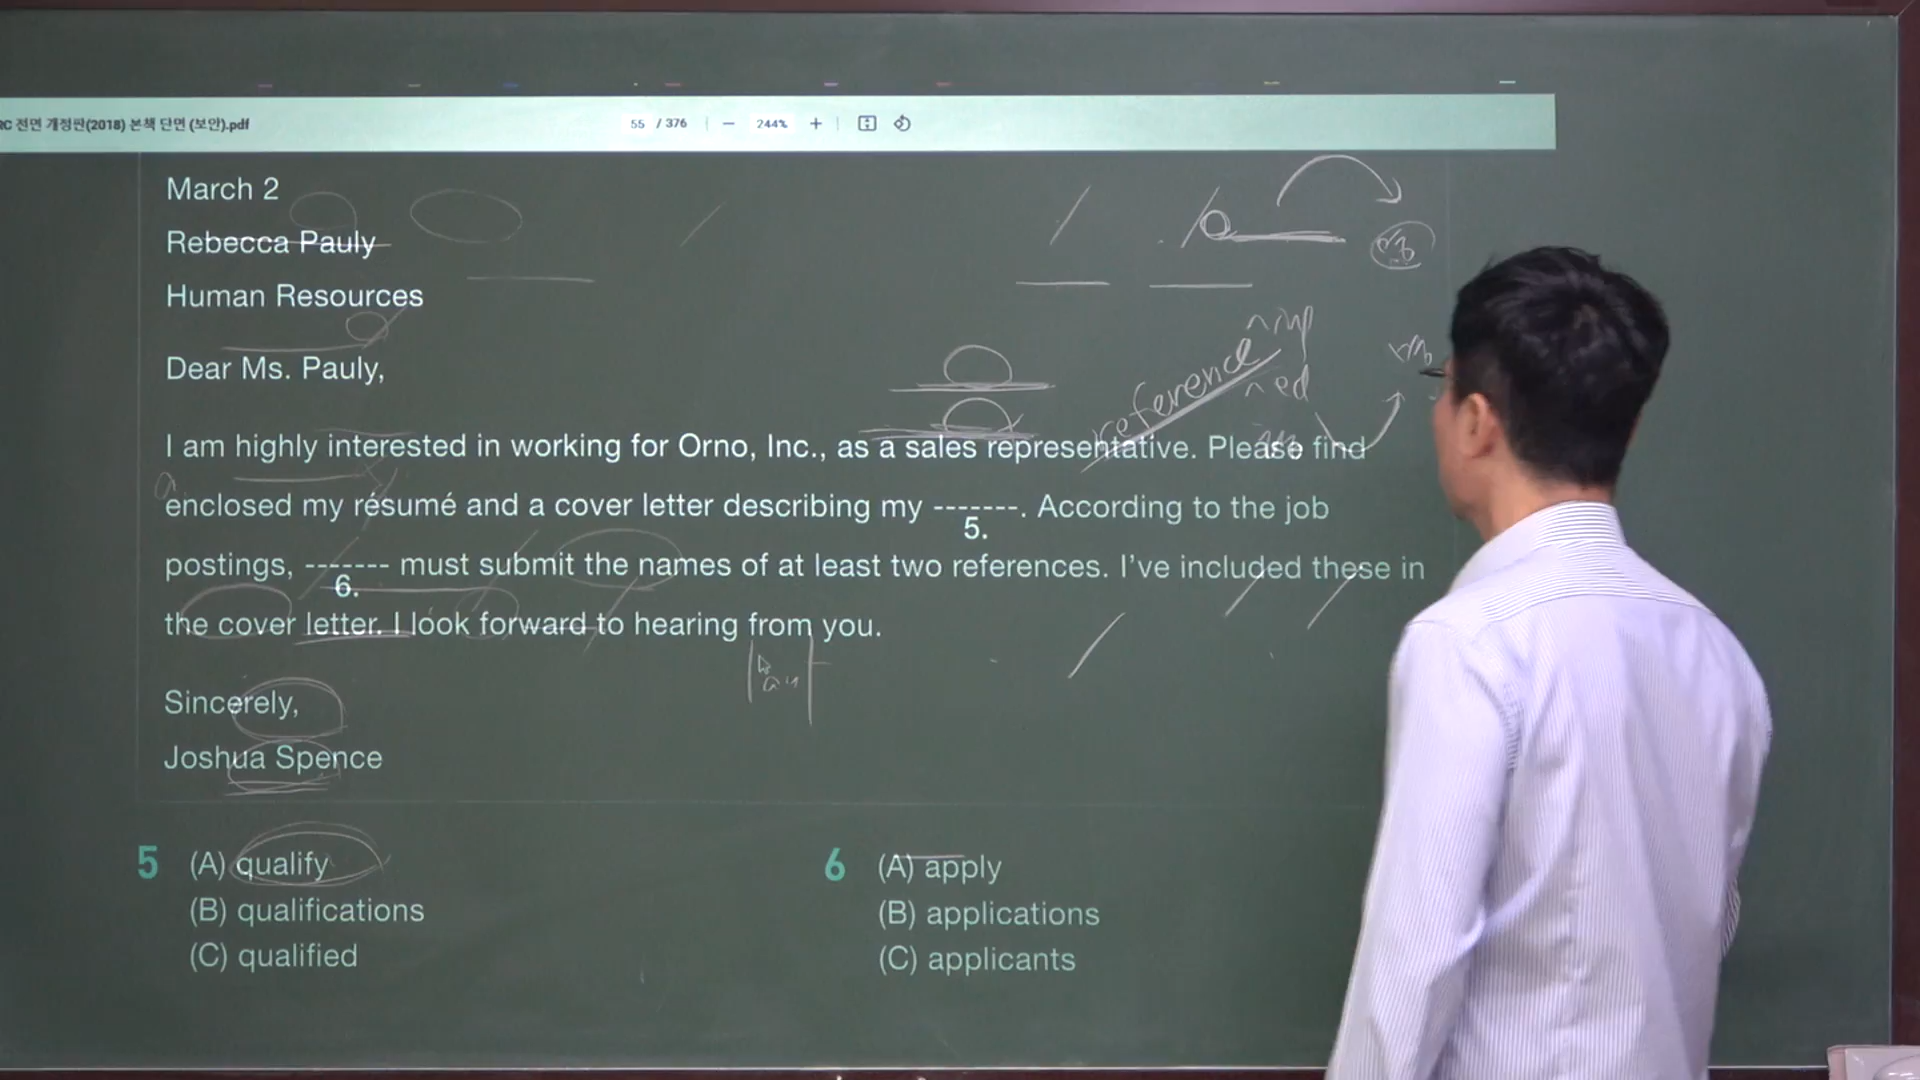 RC 전면 개정판(2018) 본책 단면 (보안).pdf
55 / 376 | − 244% +
March 2
Rebecca Pauly
Human Resources
Dear Ms. Pauly,
I am highly interested in working for Orno, Inc., as a sales representative. Please find
enclosed my résumé and a cover letter describing my -------. According to the job
5.
postings, ------- must submit the names of at least two references. I've included these in
6.
the cover letter. I look forward to hearing from you.
Sincerely,
Joshua Spence
5 (A) qualify
(B) qualifications
(C) qualified
6 (A) apply
(B) applications
(C) applicants
reference
ed